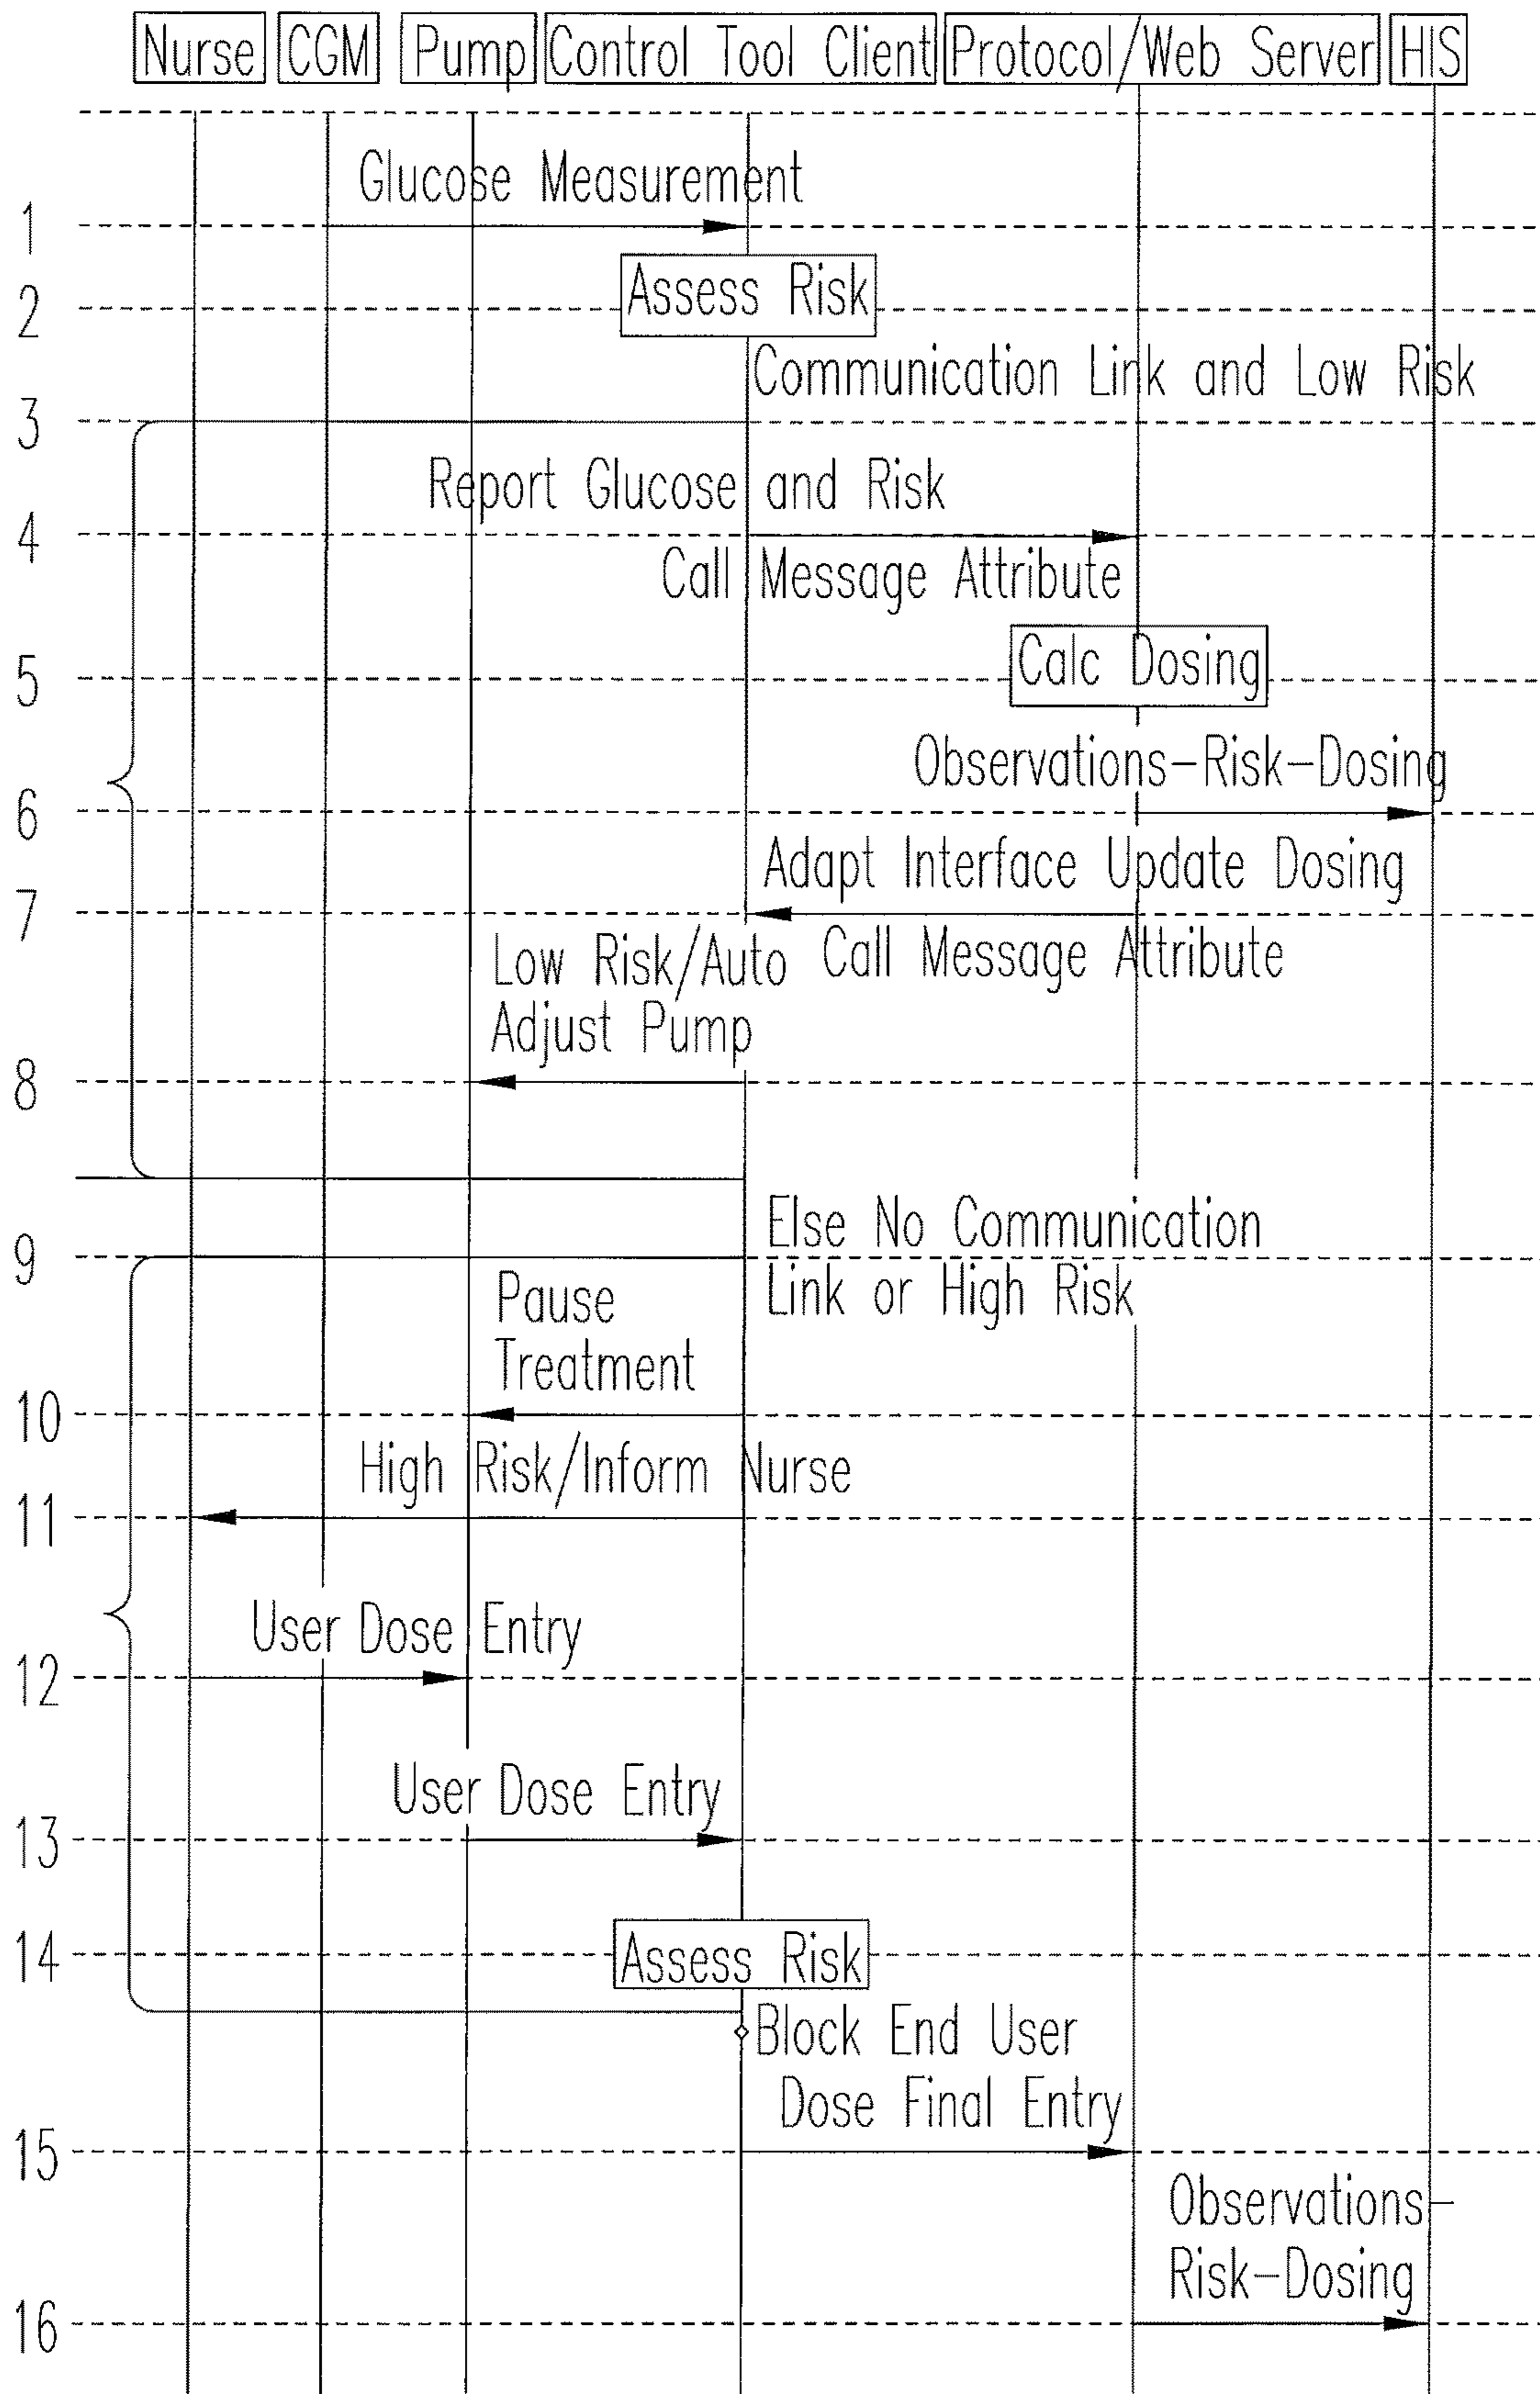 Nurse CGM Pump Control Tool Client Protocol/Web Server HIS
Glucose Measurement
1
Assess Risk
2
Communication Link and Low Risk
3
Report Glucose and Risk
4
Call Message Attribute
Calc Dosing
5
Observations-Risk-Dosing
6
Adapt Interface Update Dosing
7
Call Message Attribute
Low Risk/Auto
Adjust Pump
8
Else No Communication
9
Link or High Risk
Pause
Treatment
10
High Risk/Inform Nurse
11
User Dose Entry
12
User Dose Entry
13
Assess Risk
14
Block End User
Dose Final Entry
15
Observations-
Risk-Dosing
16